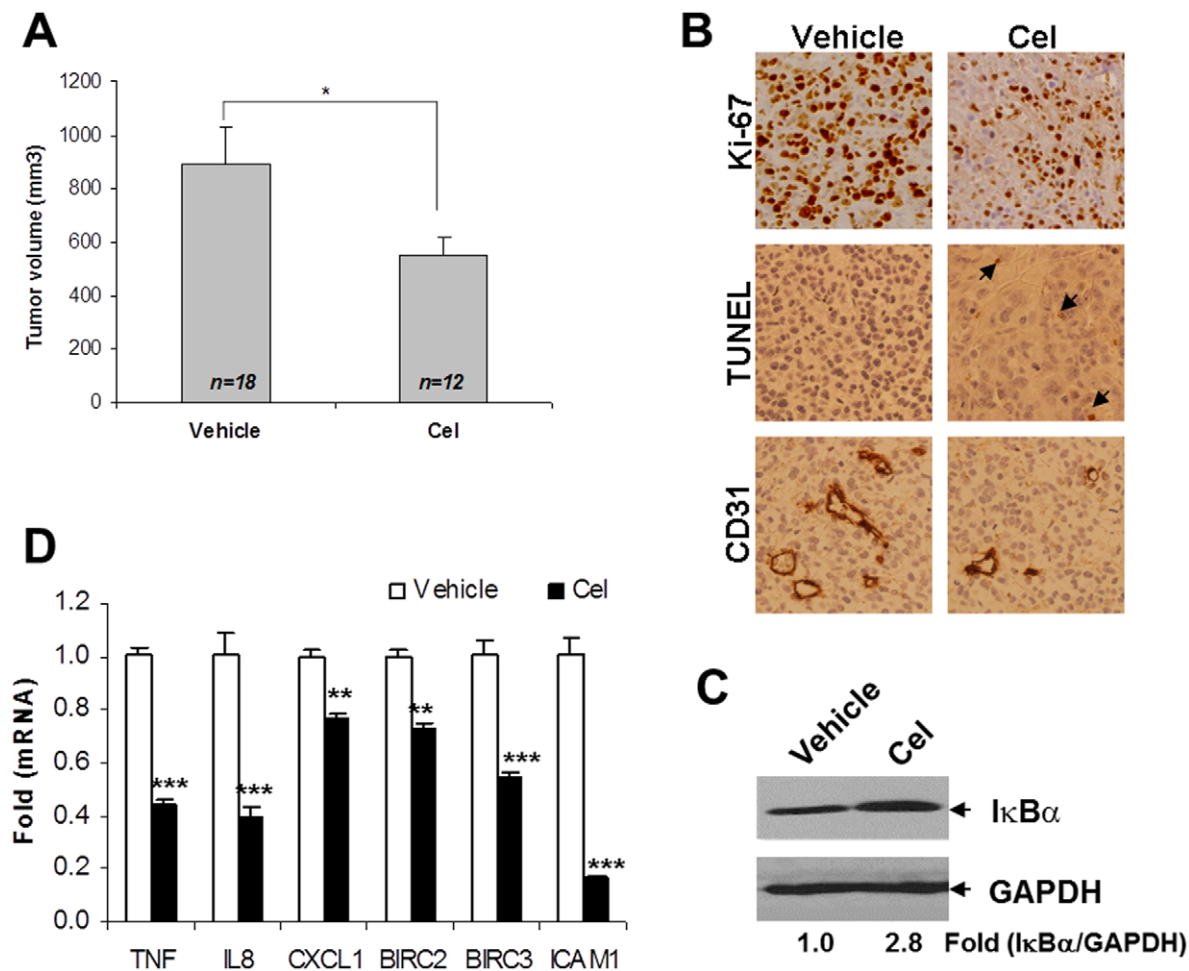 A
1200
1000
800
600
400
200
0
Tumor volume (mm3)
*
n=18
n=12
Vehicle
Cel
B
Vehicle
Cel
Ki-67
TUNEL
CD31
D
Vehicle
Cel
1.2
1.0
0.8
0.6
0.4
0.2
0.0
Fold (mRNA)
***
***
**
**
***
***
TNF
IL8
CXCL1
BIRC2
BIRC3
ICAM1
C
Vehicle
Cel
IκBα
GAPDH
1.0 2.8 Fold (IκBα/GAPDH)